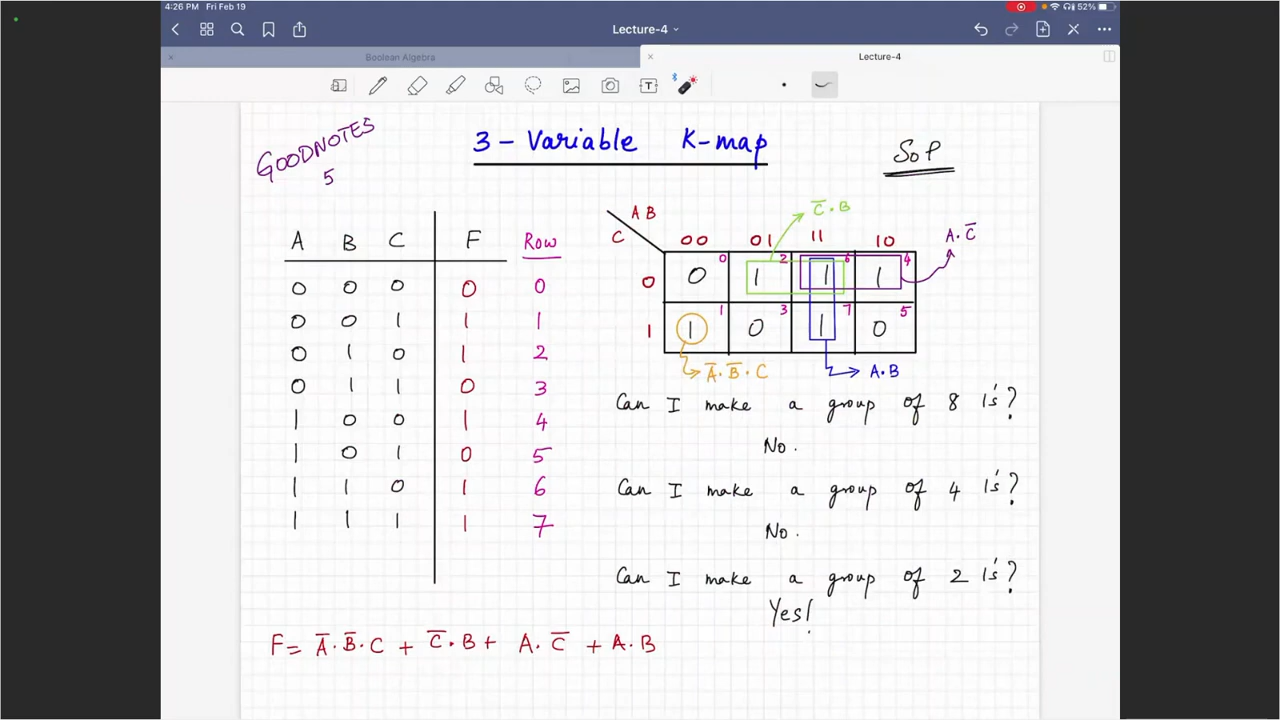 4:26 PM Fri Feb 19
52%
Lecture-4
Boolean Algebra
Lecture-4
GOODNOTES
5
3-Variable K-map
SoP
A B C F Row
0 0 0 0 0
0 0 1 1 1
0 1 0 1 2
0 1 1 0 3
1 0 0 1 4
1 0 1 0 5
1 1 0 1 6
1 1 1 1 7
C̅.B
A B
C
00 01 11 10
A.C̅
0 0 0 1 2 1 6 1 4
1 1 1 0 3 1 7 0 5
A̅.B̅.C
A.B
Can I make a group of 8 1's?
No.
Can I make a group of 4 1's?
No.
Can I make a group of 2 1's?
Yes!
F= A̅.B̅.C + C̅.B + A.C̅ + A.B